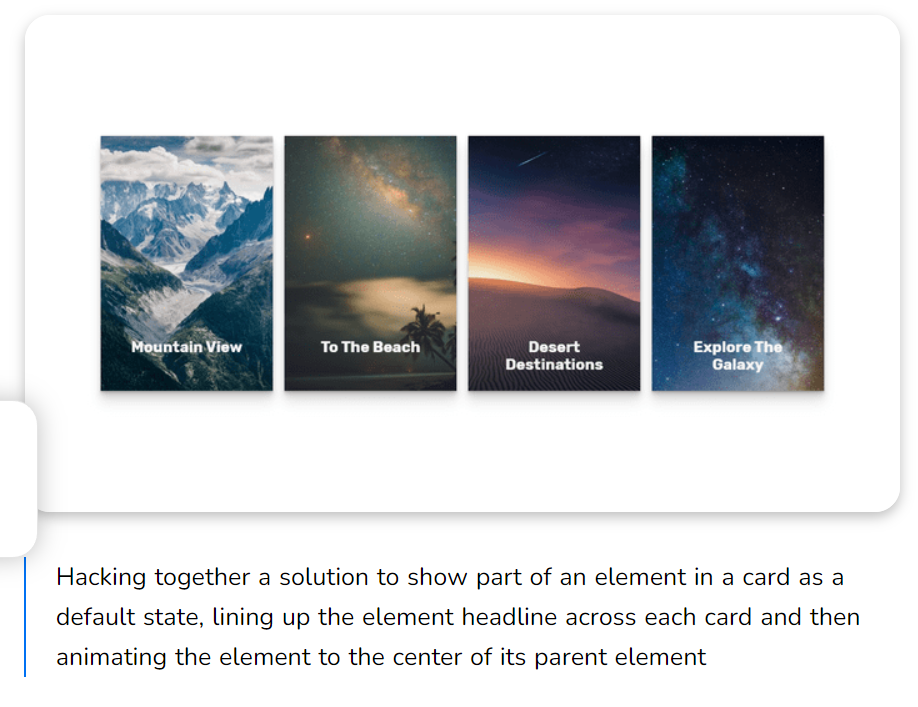 Mountain View
To The Beach
Desert
Destinations
Explore The
Galaxy
Hacking together a solution to show part of an element in a card as a
default state, lining up the element headline across each card and then
animating the element to the center of its parent element